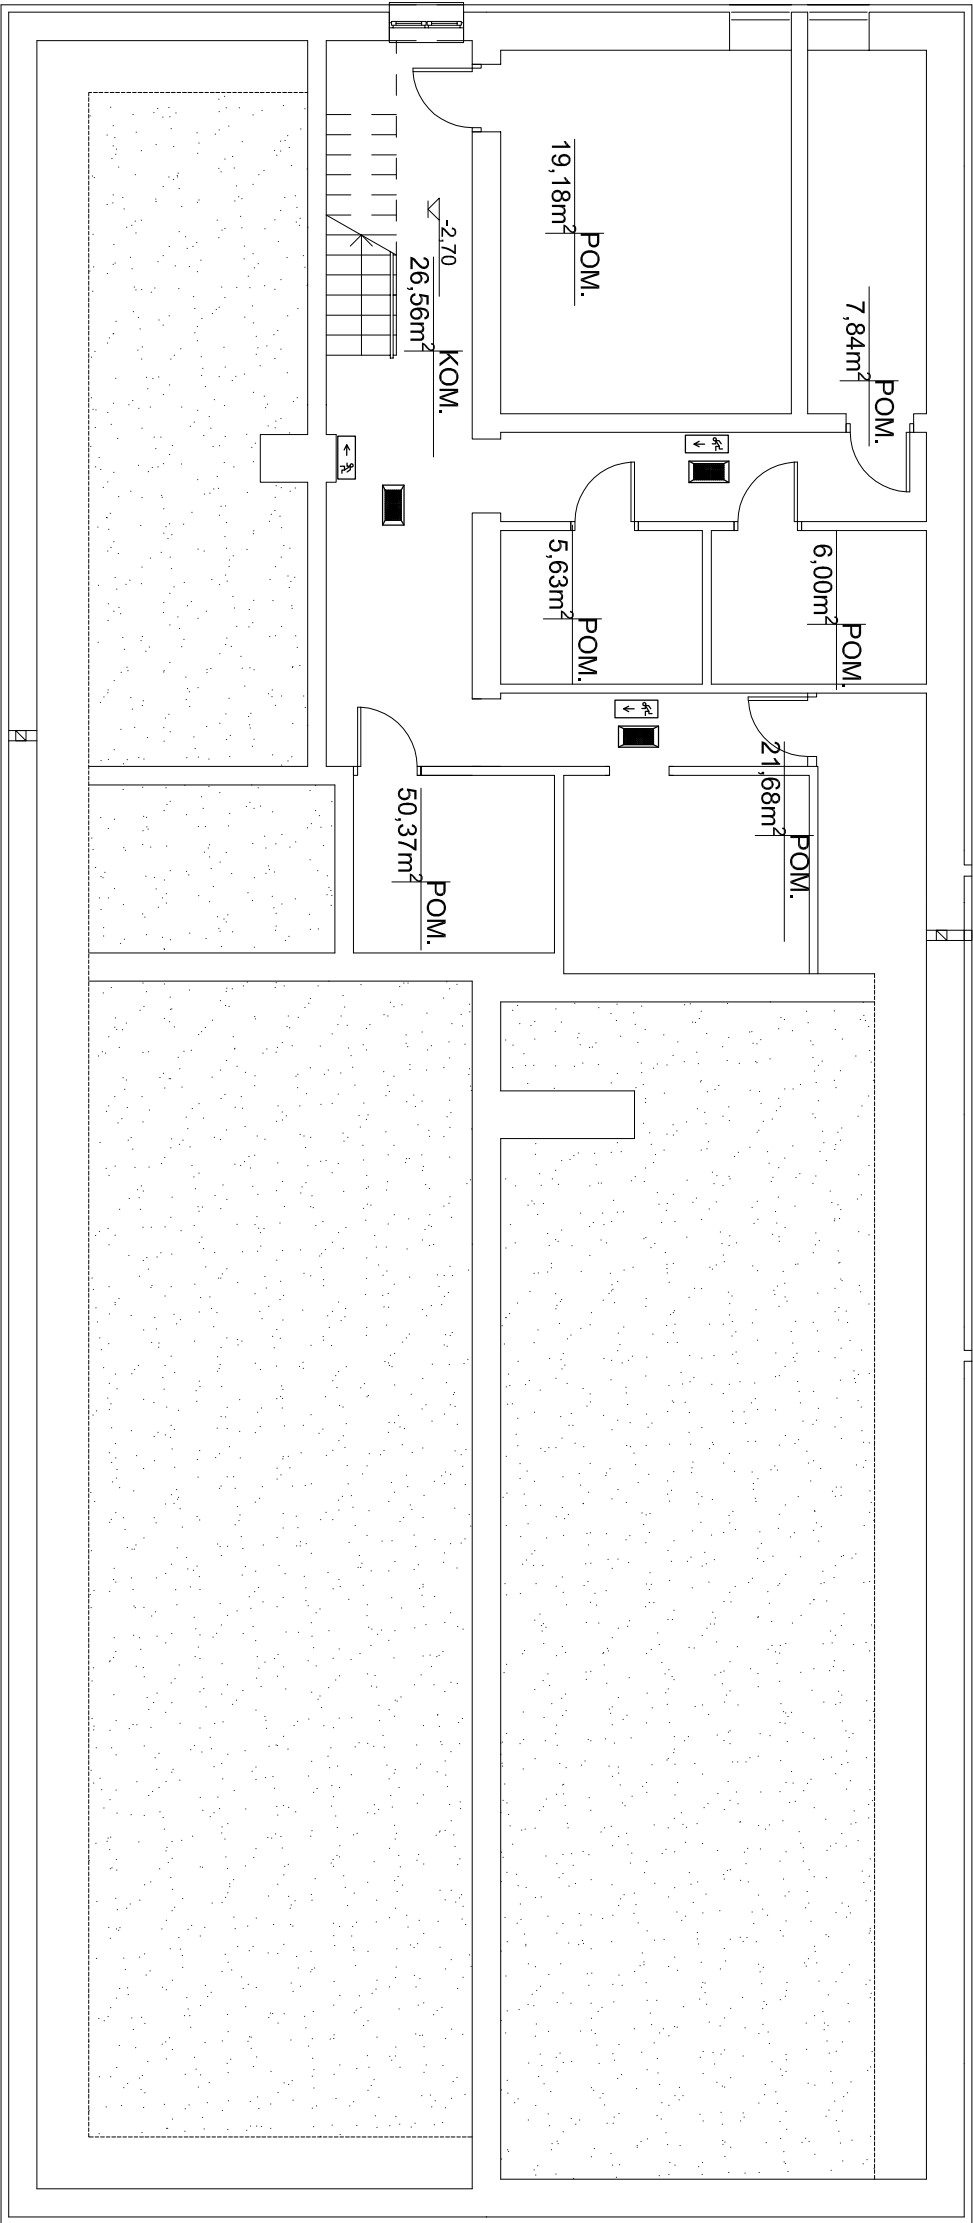 POM.
19,18m²
POM.
7,84m²
-2,70
KOM.
26,56m²
POM.
5,63m²
POM.
6,00m²
POM.
21,68m²
POM.
50,37m²